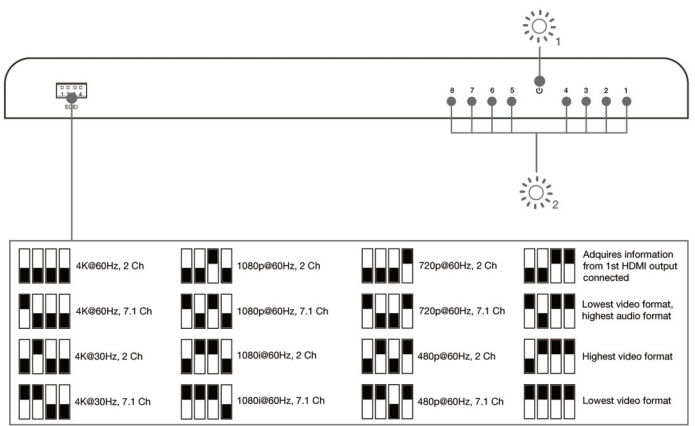 1
1 2 3 4
8 7 6 5 4 3 2 1
2
4K@60Hz, 2 Ch
1080p@60Hz, 2 Ch
720p@60Hz, 2 Ch
Adquires information
from 1st HDMI output
connected
4K@60Hz, 7.1 Ch
1080p@60Hz, 7.1 Ch
720p@60Hz, 7.1 Ch
Lowest video format,
highest audio format
4K@30Hz, 2 Ch
1080i@60Hz, 2 Ch
480p@60Hz, 2 Ch
Highest video format
4K@30Hz, 7.1 Ch
1080i@60Hz, 7.1 Ch
480p@60Hz, 7.1 Ch
Lowest video format